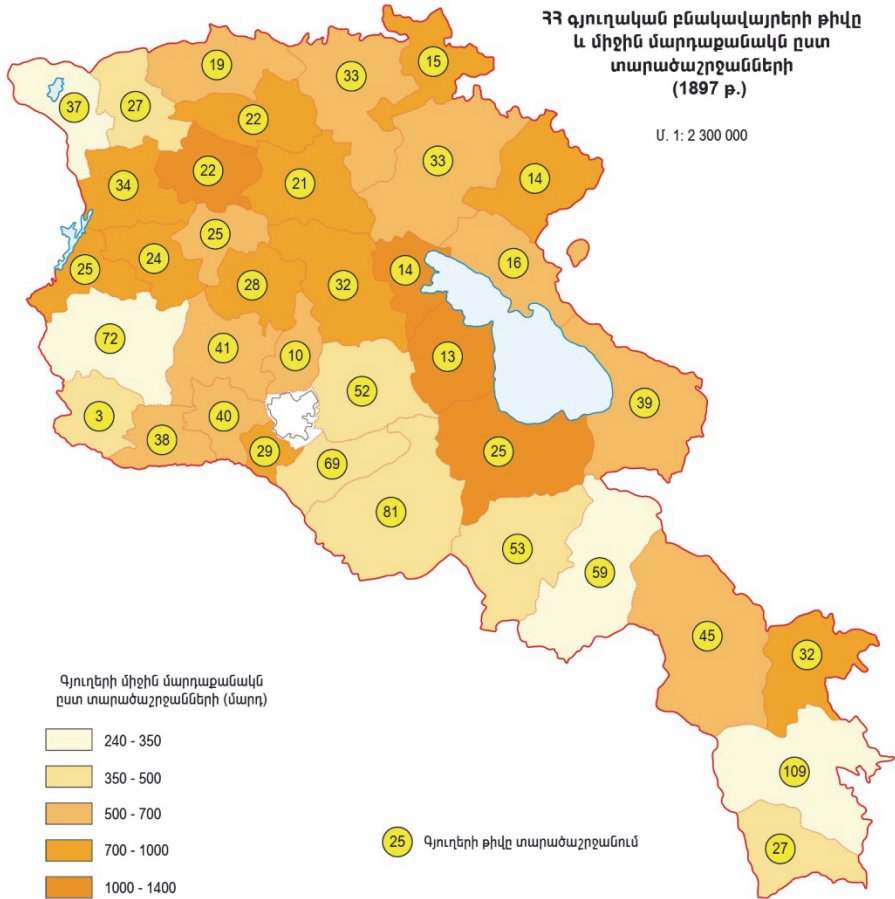 ՀՀ գյուղական բնակավայրերի թիվը
և միջին մարդաքանակն ըստ
տարածաշրջանների
(1897 թ.)
Մ. 1: 2 300 000
19
33
15
37
27
22
33
34
22
21
14
25
25
24
28
32
14
16
72
41
10
13
52
39
3
38
40
29
69
25
81
53
59
45
32
109
27
Գյուղերի միջին մարդաքանակն
ըստ տարածաշրջանների (մարդ)
240 - 350
350 - 500
500 - 700
700 - 1000
1000 - 1400
25 Գյուղերի թիվը տարածաշրջանում